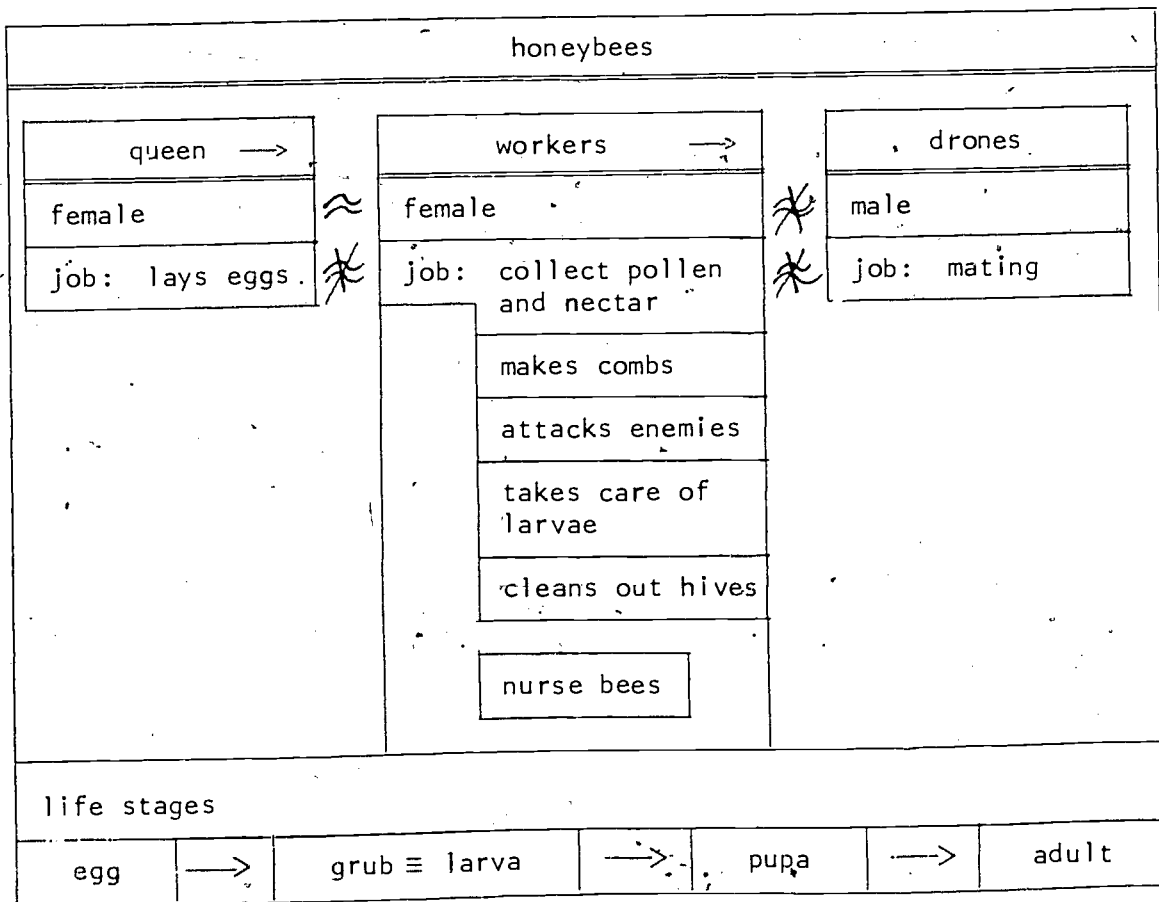 honeybees
queen →
workers →
drones
female ≈ female
male
job: lays eggs.
job: collect pollen
and nectar
job: mating
makes combs
attacks enemies
takes care of
larvae
cleans out hives
nurse bees
life stages
egg → grub ≡ larva → pupa → adult